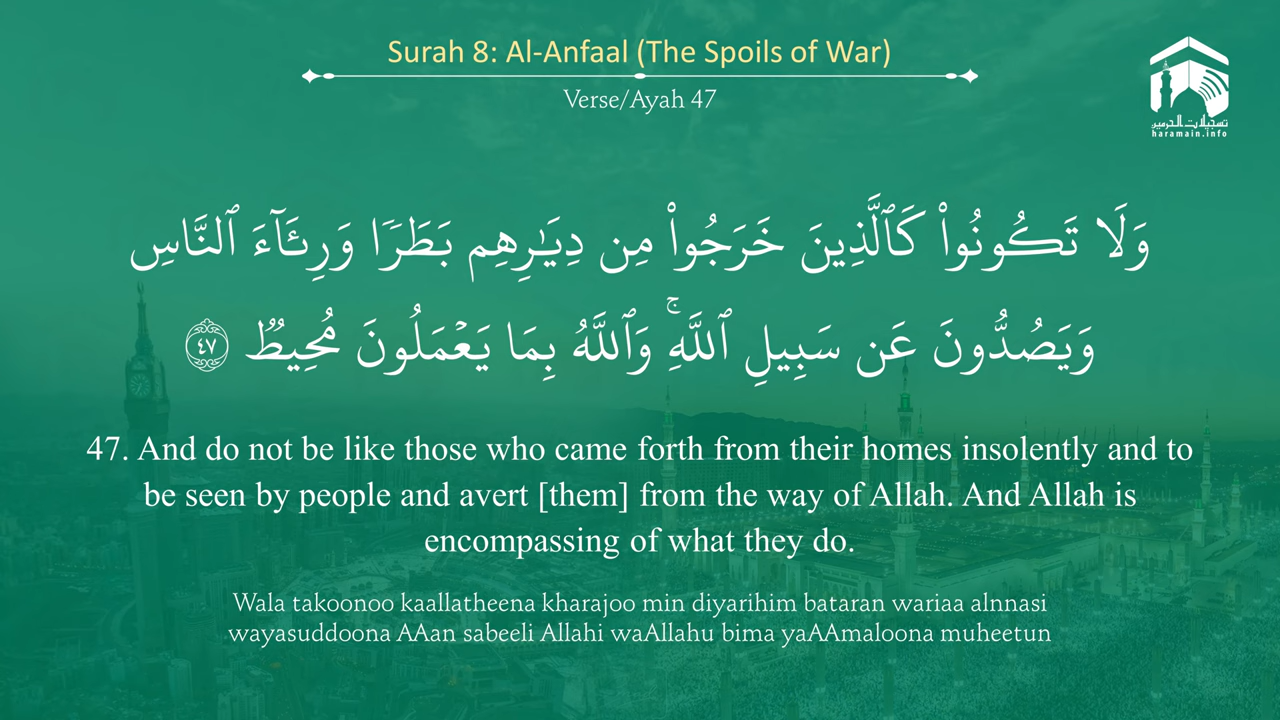 Surah 8: Al-Anfaal (The Spoils of War)
Verse/Ayah 47
تسجيلات الحرمين
haramain.info
وَلَا تَكُونُوا۟ كَٱلَّذِينَ خَرَجُوا۟ مِن دِيَـٰرِهِم بَطَرًۭا وَرِئَآءَ ٱلنَّاسِ
وَيَصُدُّونَ عَن سَبِيلِ ٱللَّهِ ۚ وَٱللَّهُ بِمَا يَعْمَلُونَ مُحِيطٌۭ ٤٧
47. And do not be like those who came forth from their homes insolently and to
be seen by people and avert [them] from the way of Allah. And Allah is
encompassing of what they do.
Wala takoonoo kaallatheena kharajoo min diyarihim bataran wariaa alnnasi
wayasuddoona AAan sabeeli Allahi waAllahu bima yaAAmaloona muheetun